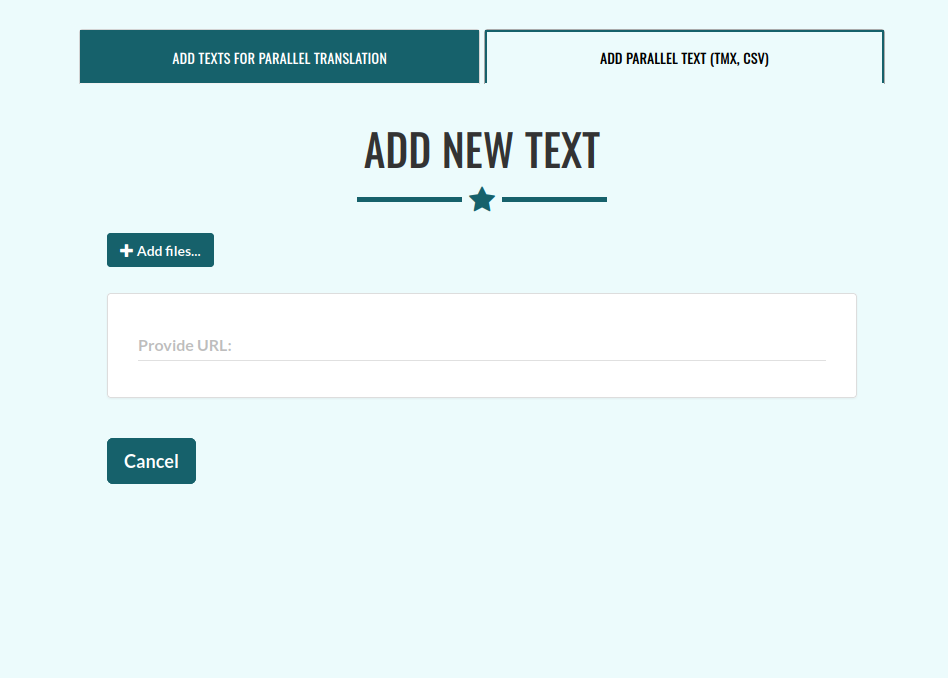 ADD TEXTS FOR PARALLEL TRANSLATION
ADD PARALLEL TEXT (TMX, CSV)
ADD NEW TEXT
Add files...
Provide URL:
Cancel